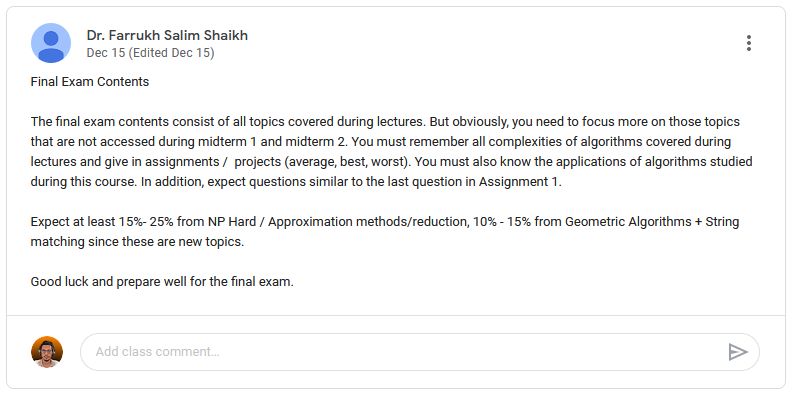 Dr. Farrukh Salim Shaikh
Dec 15 (Edited Dec 15)
Final Exam Contents
The final exam contents consist of all topics covered during lectures. But obviously, you need to focus more on those topics
that are not accessed during midterm 1 and midterm 2. You must remember all complexities of algorithms covered during
lectures and give in assignments /  projects (average, best, worst). You must also know the applications of algorithms studied
during this course. In addition, expect questions similar to the last question in Assignment 1.
Expect at least 15%- 25% from NP Hard / Approximation methods/reduction, 10% - 15% from Geometric Algorithms + String
matching since these are new topics.
Good luck and prepare well for the final exam.
Add class comment...